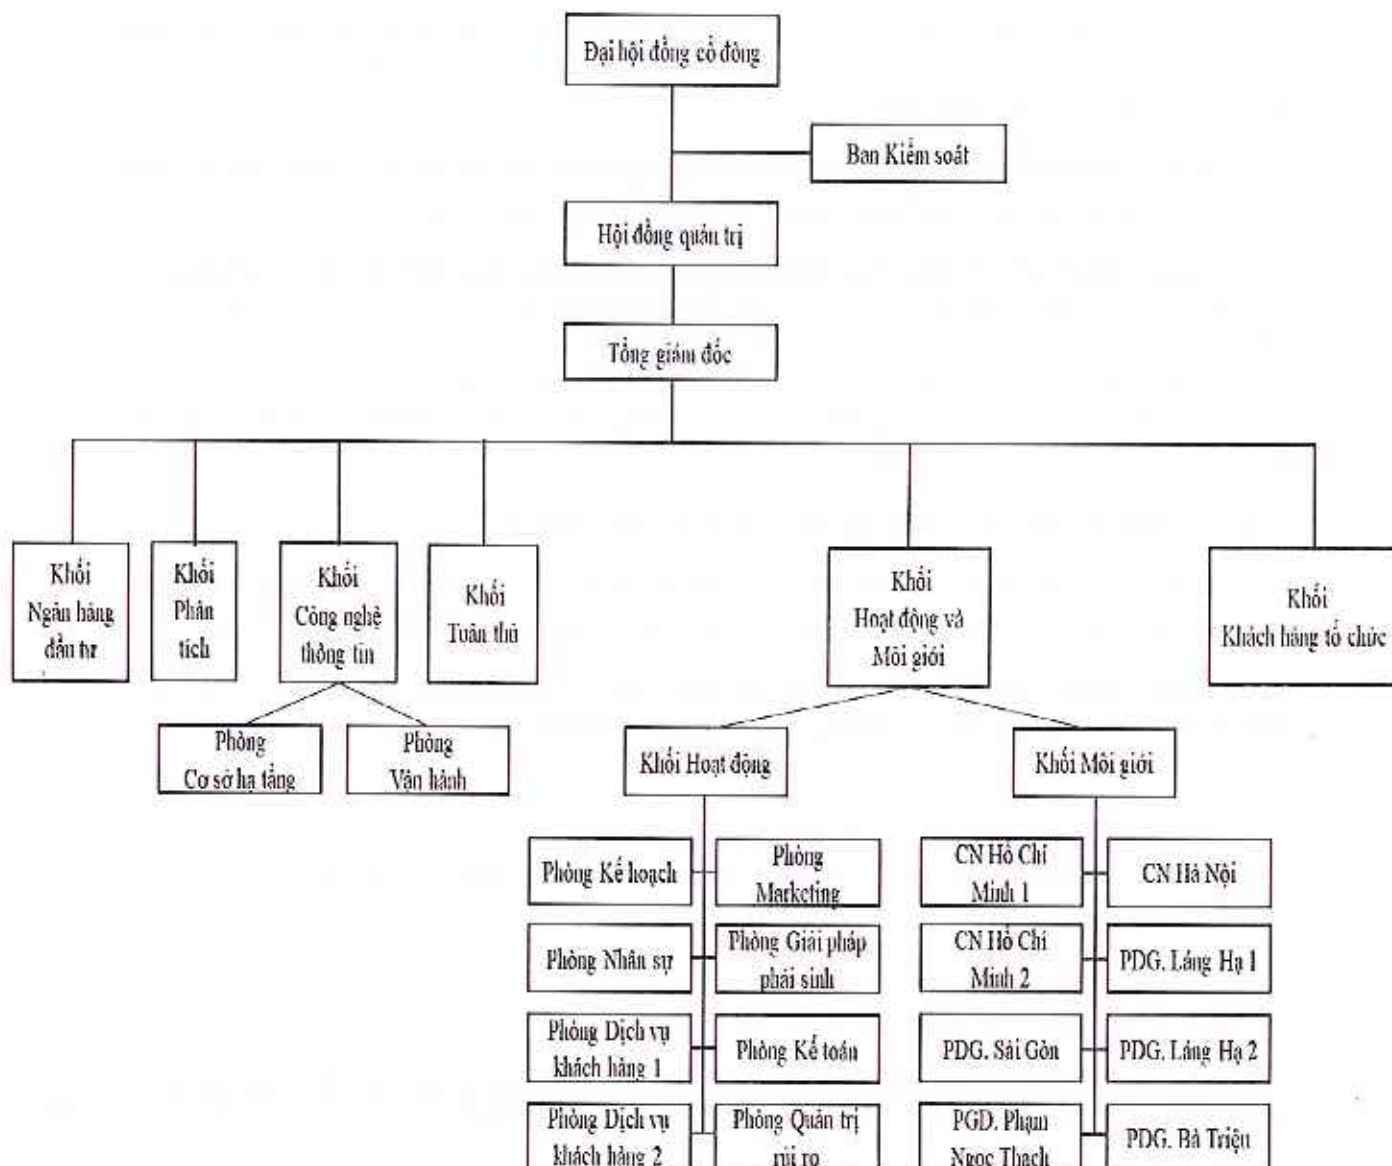 Đại hội đồng cổ đông
Ban Kiểm soát
Hội đồng quản trị
Tổng giám đốc
Khối
Ngân hàng
đầu tư
Khối
Phân
tích
Khối
Công nghệ
thông tin
Khối
Tuân thủ
Khối
Hoạt động và
Môi giới
Khối
Khách hàng tổ chức
Phòng
Cơ sở hạ tầng
Phòng
Vận hành
Khối Hoạt động
Khối Môi giới
Phòng Kế hoạch
Phòng
Marketing
CN Hồ Chí
Minh 1
CN Hà Nội
Phòng Nhân sự
Phòng Giải pháp
phái sinh
CN Hồ Chí
Minh 2
PDG. Láng Hạ 1
Phòng Dịch vụ
khách hàng 1
Phòng Kế toán
PDG. Sài Gòn
PDG. Láng Hạ 2
Phòng Dịch vụ
khách hàng 2
Phòng Quản trị
rủi ro
PGD. Phạm
Ngọc Thạch
PDG. Bà Triệu